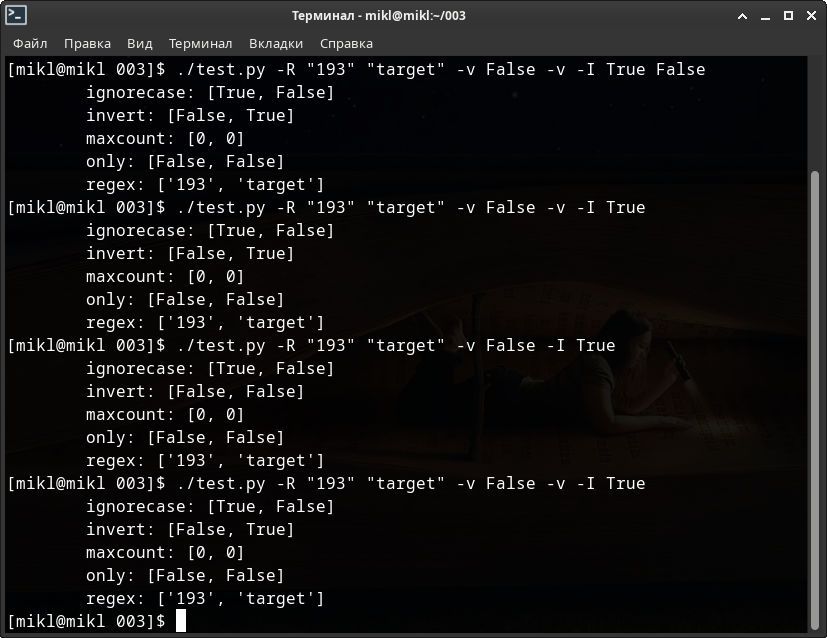 Терминал - mikl@mikl:~/003
Файл Правка Вид Терминал Вкладки Справка
[mikl@mikl 003]$ ./test.py -R "193" "target" -v False -v -I True False
ignorecase: [True, False]
invert: [False, True]
maxcount: [0, 0]
only: [False, False]
regex: ['193', 'target']
[mikl@mikl 003]$ ./test.py -R "193" "target" -v False -v -I True
ignorecase: [True, False]
invert: [False, True]
maxcount: [0, 0]
only: [False, False]
regex: ['193', 'target']
[mikl@mikl 003]$ ./test.py -R "193" "target" -v False -I True
ignorecase: [True, False]
invert: [False, False]
maxcount: [0, 0]
only: [False, False]
regex: ['193', 'target']
[mikl@mikl 003]$ ./test.py -R "193" "target" -v False -v -I True
ignorecase: [True, False]
invert: [False, True]
maxcount: [0, 0]
only: [False, False]
regex: ['193', 'target']
[mikl@mikl 003]$